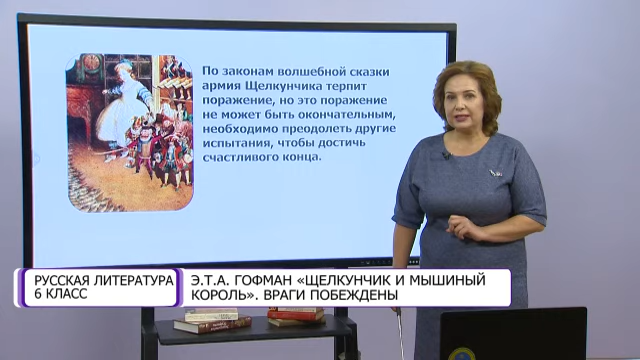 По законам волшебной сказки
армия Щелкунчика терпит
поражение, но это поражение
не может быть окончательным,
необходимо преодолеть другие
испытания, чтобы достичь
счастливого конца.
РУССКАЯ ЛИТЕРАТУРА
6 КЛАСС
Э.Т.А. ГОФМАН «ЩЕЛКУНЧИК И МЫШИНЫЙ
КОРОЛЬ». ВРАГИ ПОБЕЖДЕНЫ